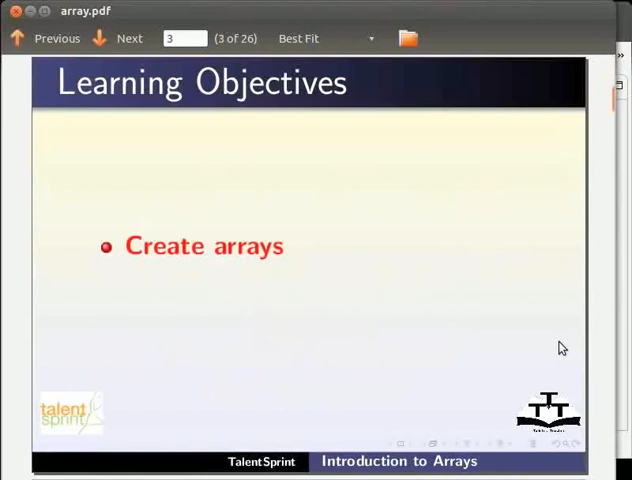 array.pdf
Previous Next 3 (3 of 26) Best Fit
Learning Objectives
Create arrays
talent
sprint
TTT
TalentSprint Introduction to Arrays